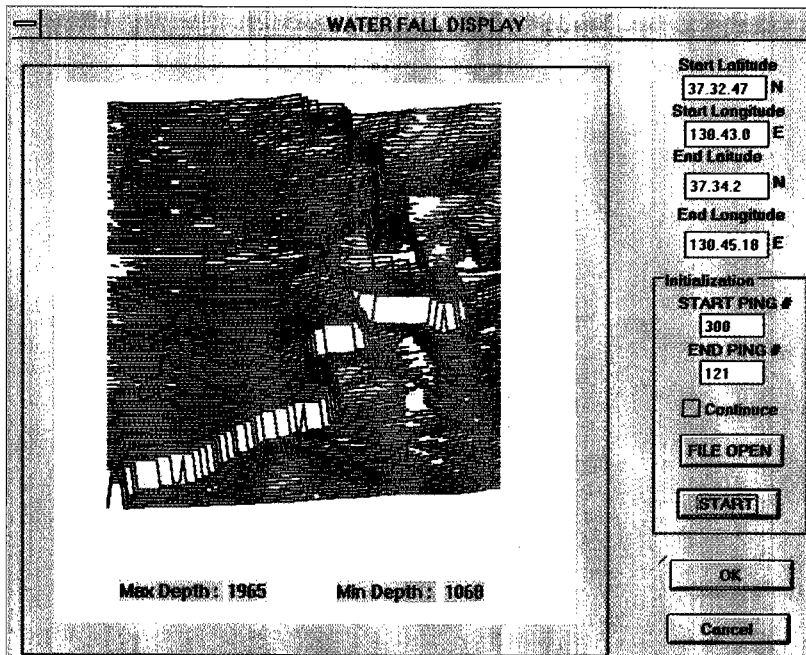 WATER FALL DISPLAY
Start Latitude
37.32.47 N
Start Longitude
130.43.0 E
End Laitude
37.34.2 N
End Longitude
130.45.18 E
Initialization
START PING #
300
END PING #
121
Continuce
FILE OPEN
START
OK
Cancel
Max Depth : 1965 Min Depth : 1060